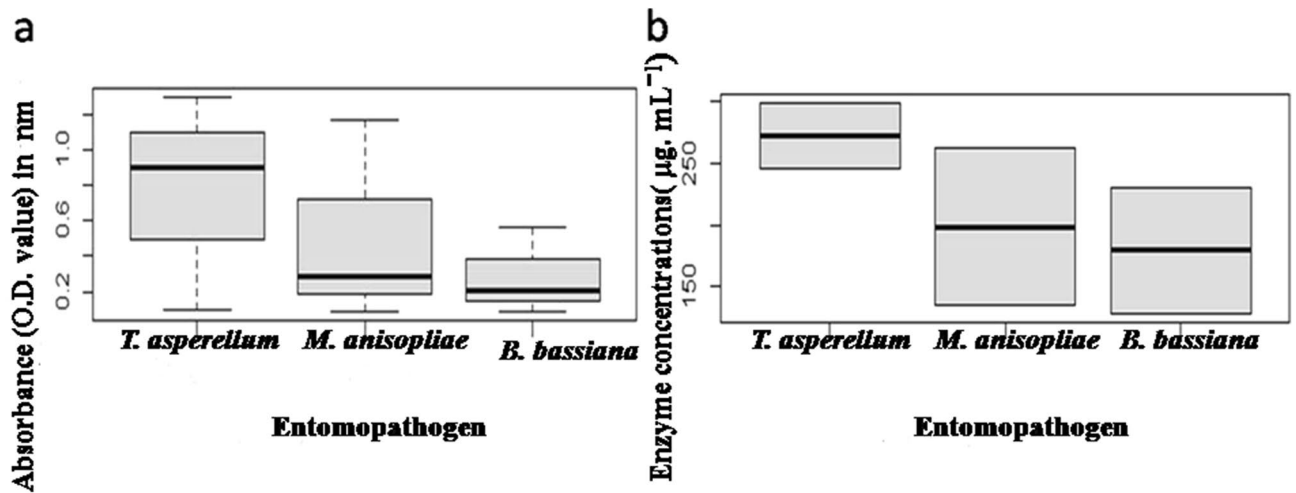 a
Absorbance (O.D. value) in nm
1.0
0.6
0.2
T. asperellum M. anisopliae B. bassiana
Entomopathogen
b
Enzyme concentrations( µg. mL⁻¹)
250
150
T. asperellum M. anisopliae B. bassiana
Entomopathogen